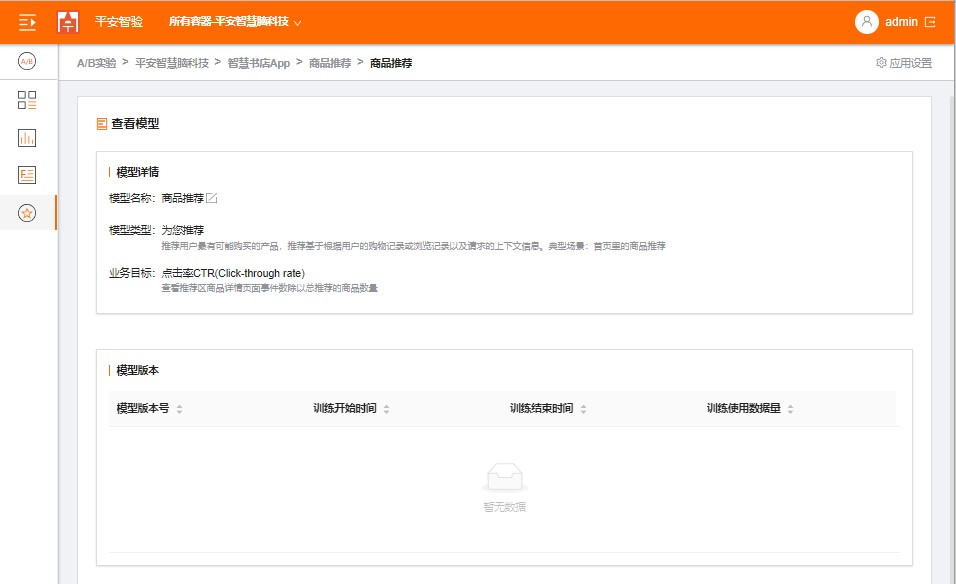 平安智验
所有容器-平安智慧脑科技
admin
A/B
A/B实验 > 平安智慧脑科技 > 智慧书店App > 商品推荐 > 商品推荐
应用设置
查看模型
模型详情
模型名称：商品推荐
模型类型：为您推荐
推荐用户最有可能购买的产品，推荐基于根据用户的购物记录或浏览记录以及请求的上下文信息。典型场景：首页里的商品推荐
业务目标：点击率CTR(Click-through rate)
查看推荐区商品详情页面事件数除以总推荐的商品数量
模型版本
模型版本号 训练开始时间 训练结束时间 训练使用数据量
暂无数据